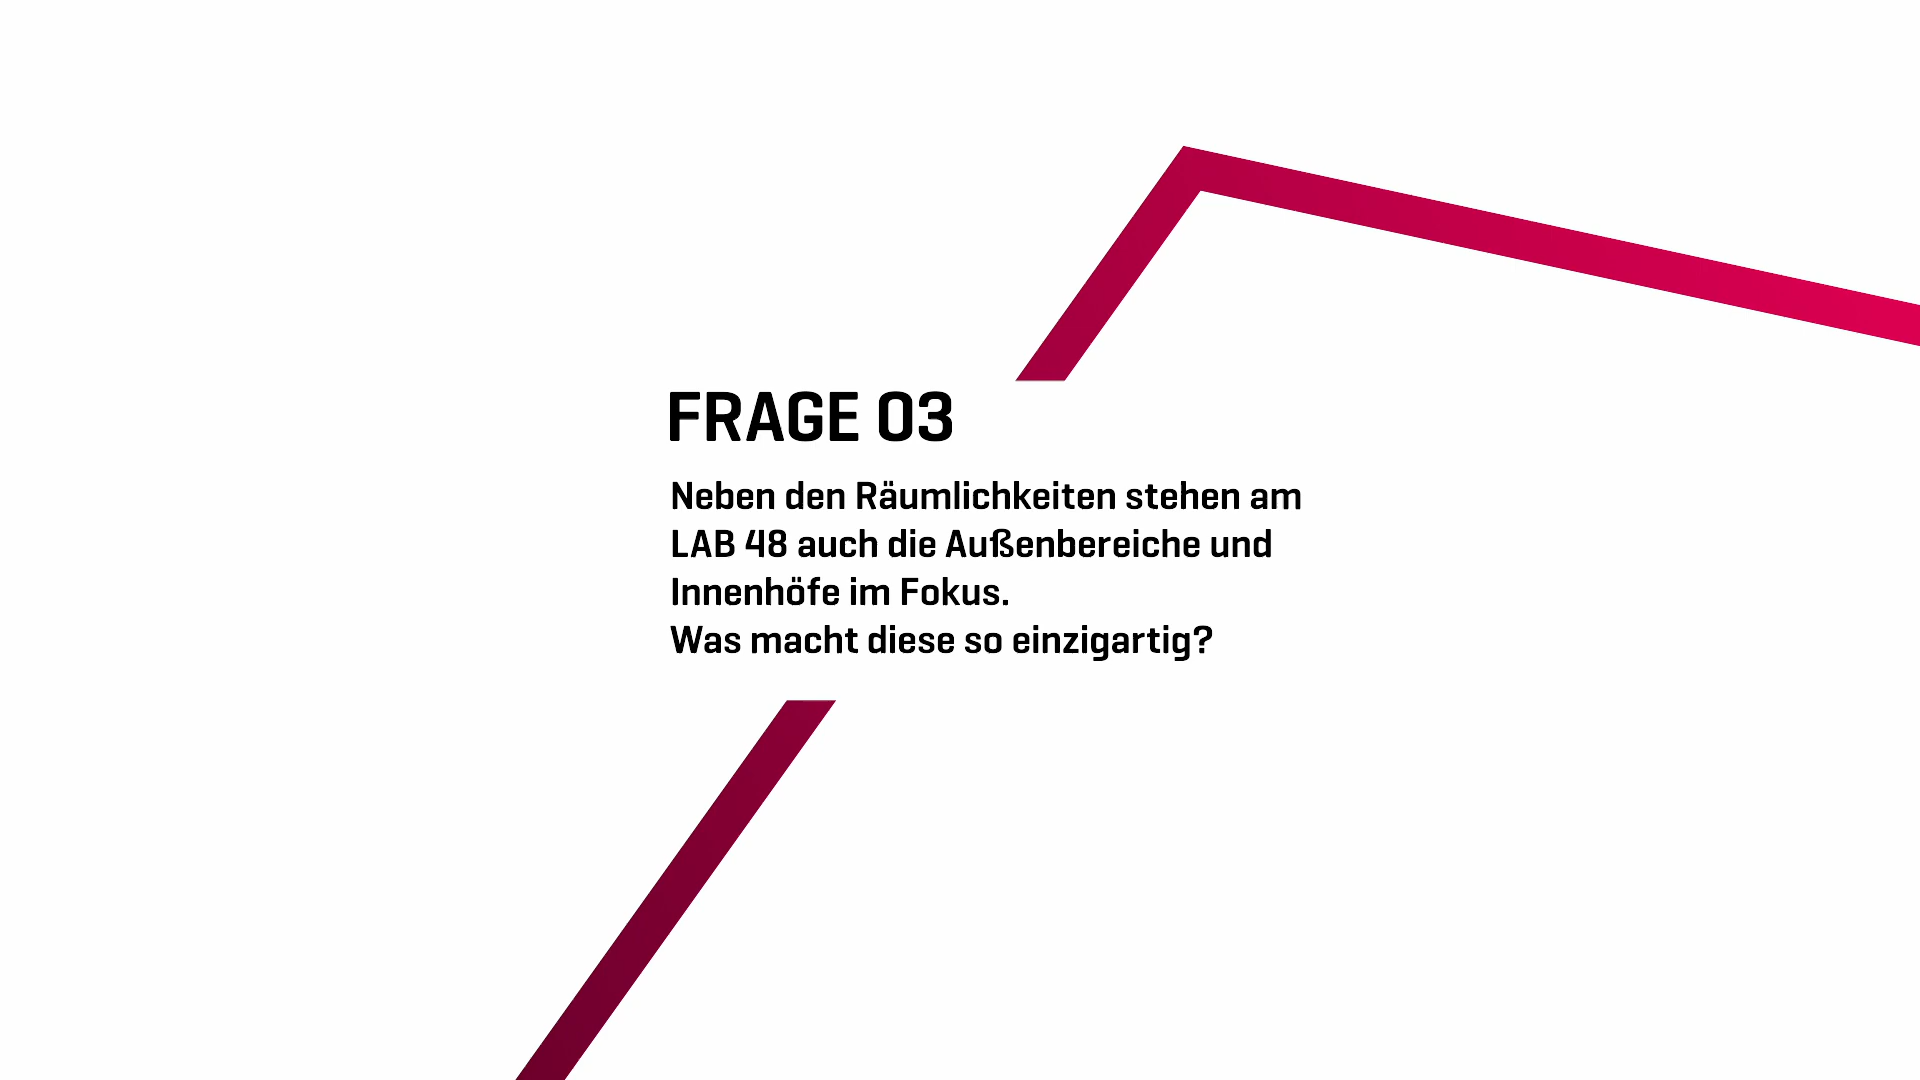 FRAGE 03
Neben den Räumlichkeiten stehen am
LAB 48 auch die Außenbereiche und
Innenhöfe im Fokus.
Was macht diese so einzigartig?